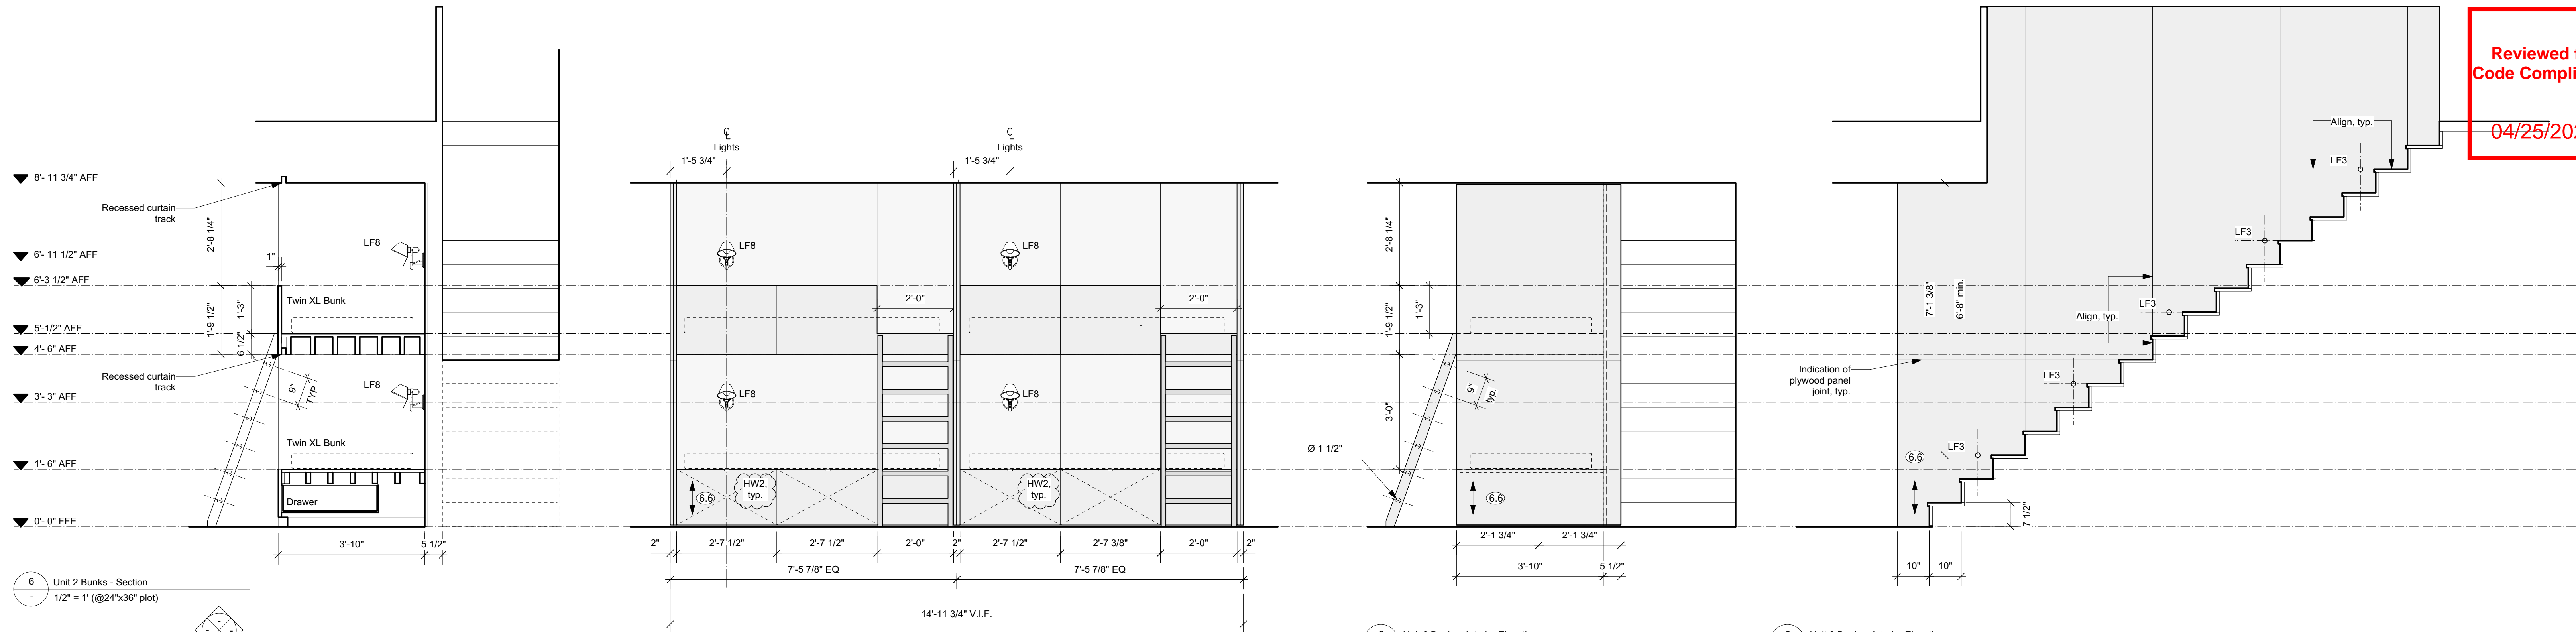 8'- 11 3/4" AFF
6'- 11 1/2" AFF
6'-3 1/2" AFF
5'-1/2" AFF
4'- 6" AFF
3'- 3" AFF
1'- 6" AFF
0'- 0" FFE
Recessed curtain
track
2'-8 1/4"
1'-9 1/2"
1'-3"
6 1/2"
1"
LF8
Twin XL Bunk
Recessed curtain
track
9"
TYP
LF8
Twin XL Bunk
Drawer
3'-10"
5 1/2"
6
-
Unit 2 Bunks - Section
1/2" = 1' (@24"x36" plot)
-
-
℄
Lights
1'-5 3/4"
℄
Lights
1'-5 3/4"
LF8
LF8
2'-0"
2'-0"
LF8
LF8
6.6
HW2,
typ.
HW2,
typ.
2"
2'-7 1/2"
2'-7 1/2"
2'-0"
2"
2'-7 1/2"
2'-7 3/8"
2'-0"
2"
7'-5 7/8" EQ
7'-5 7/8" EQ
14'-11 3/4" V.I.F.
2'-8 1/4"
1'-9 1/2"
1'-3"
3'-0"
9"
typ.
Ø 1 1/2"
6.6
2'-1 3/4"
2'-1 3/4"
3'-10"
5 1/2"
Align, typ.
LF3
LF3
LF3
Align, typ.
LF3
LF3
7'-1 3/8"
6'-8" min.
Indication of
plywood panel
joint, typ.
6.6
7 1/2"
10"
10"
Reviewed
Code
04/25/